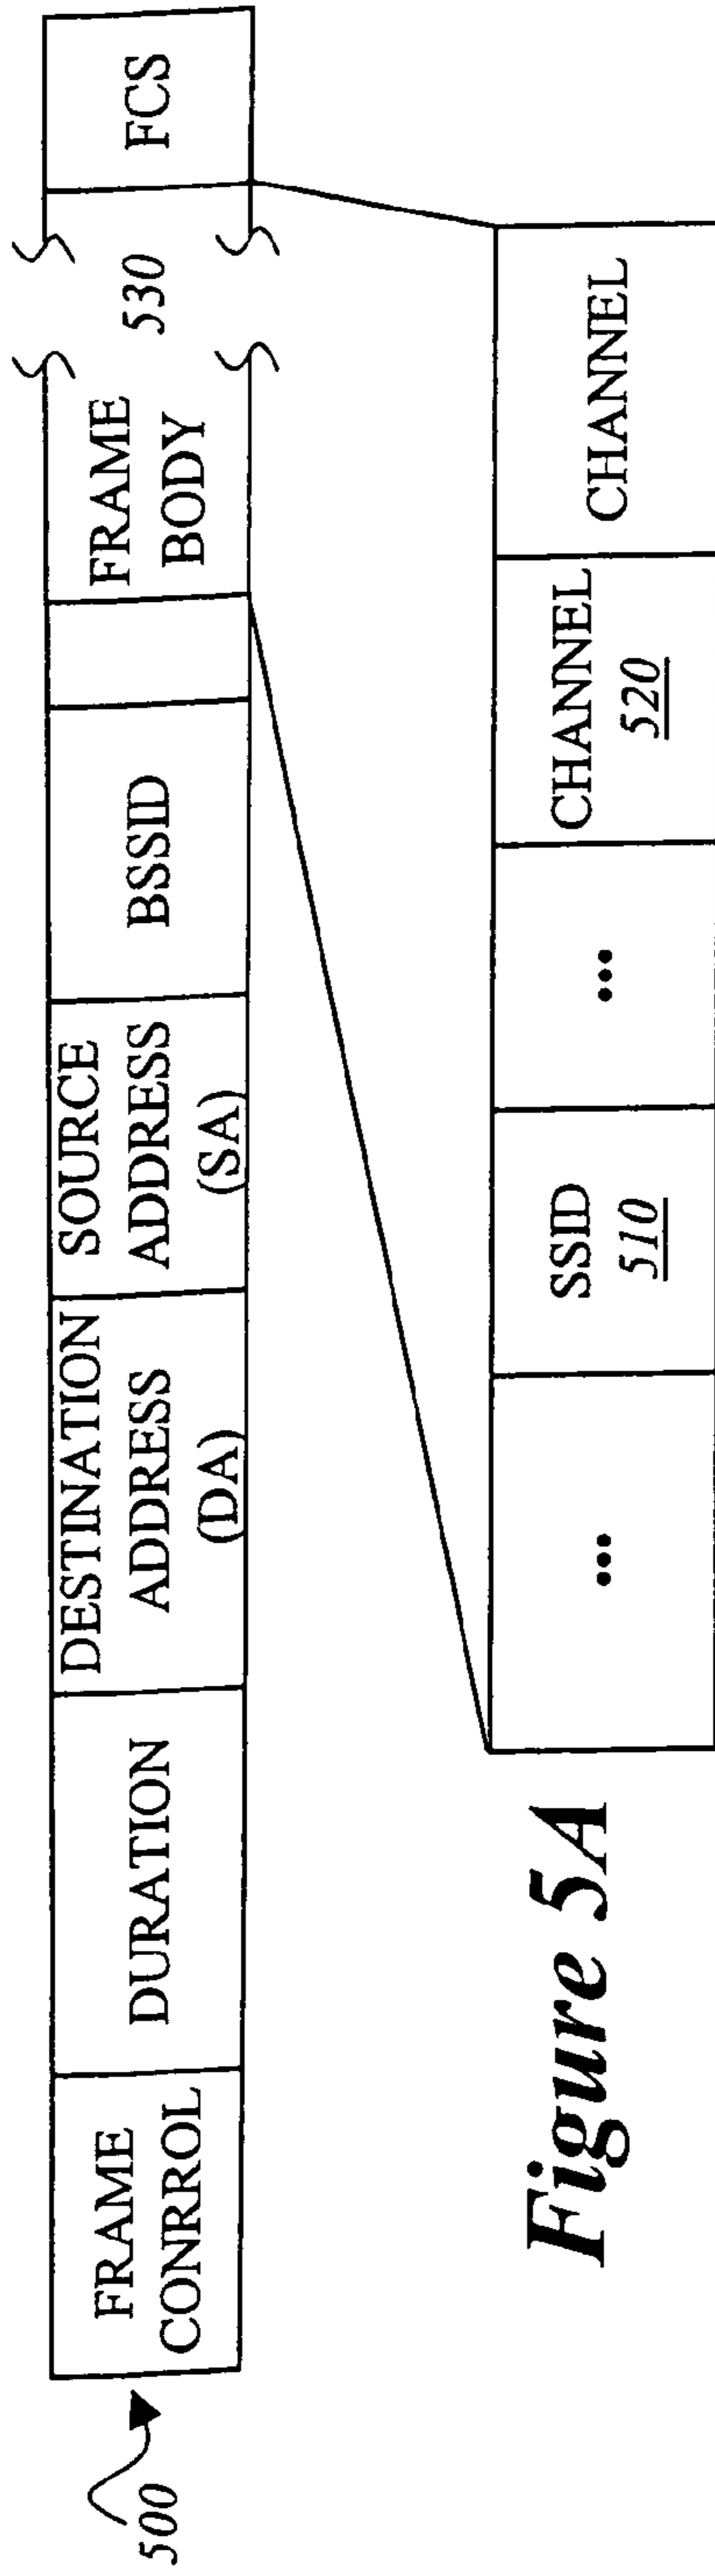 500
FRAME
CONRROL
DURATION
DESTINATION
ADDRESS
(DA)
SOURCE
ADDRESS
(SA)
BSSID
FRAME
BODY
530
FCS
...
SSID
510
...
CHANNEL
520
CHANNEL
Figure 5A